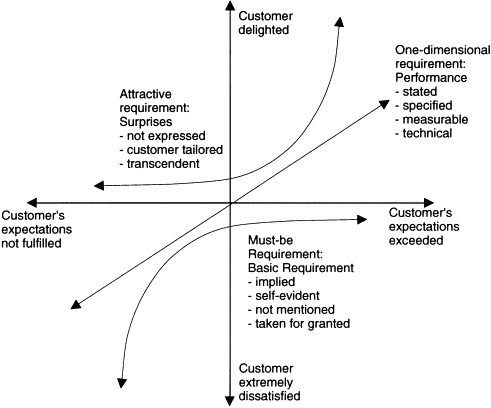 Customer
delighted
One-dimensional
requirement:
Performance
- stated
- specified
- measurable
- technical
Attractive
requirement:
Surprises
- not expressed
- customer tailored
- transcendent
Customer's
expectations
not fulfilled
Customer's
expectations
exceeded
Must-be
Requirement:
Basic Requirement
- implied
- self-evident
- not mentioned
- taken for granted
Customer
extremely
dissatisfied